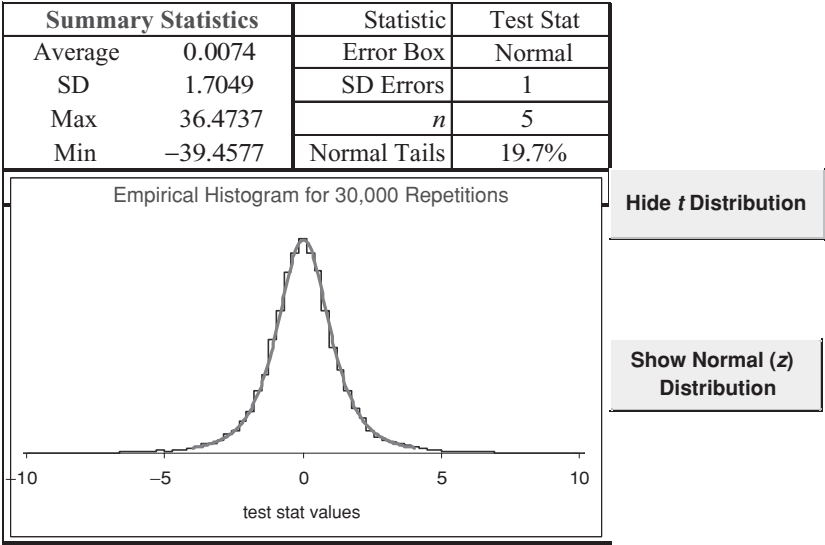 Summary Statistics Statistic Test Stat
Average 0.0074 Error Box Normal
SD 1.7049 SD Errors 1
Max 36.4737 n 5
Min −39.4577 Normal Tails 19.7%
Empirical Histogram for 30,000 Repetitions
Hide t Distribution
Show Normal (z)
Distribution
−10 −5 0 5 10
test stat values